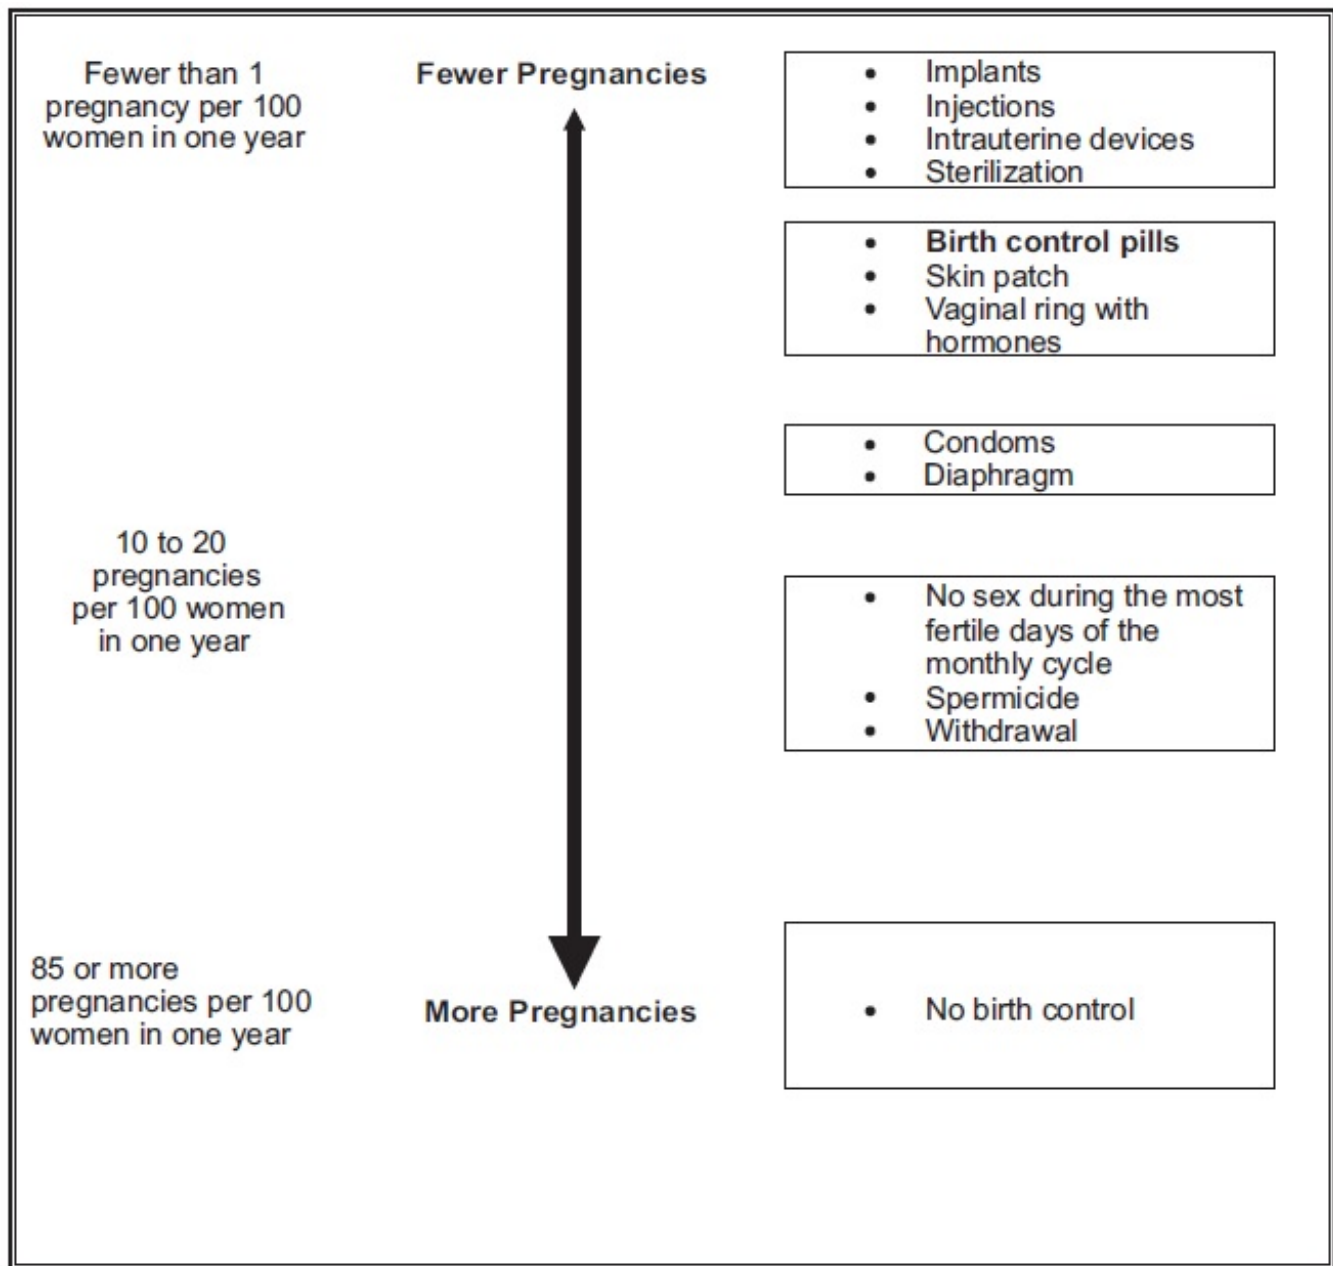 Fewer than 1
pregnancy per 100
women in one year
Fewer Pregnancies
• Implants
• Injections
• Intrauterine devices
• Sterilization
• Birth control pills
• Skin patch
• Vaginal ring with
hormones
• Condoms
• Diaphragm
10 to 20
pregnancies
per 100 women
in one year
• No sex during the most
fertile days of the
monthly cycle
• Spermicide
• Withdrawal
85 or more
pregnancies per 100
women in one year
More Pregnancies
• No birth control